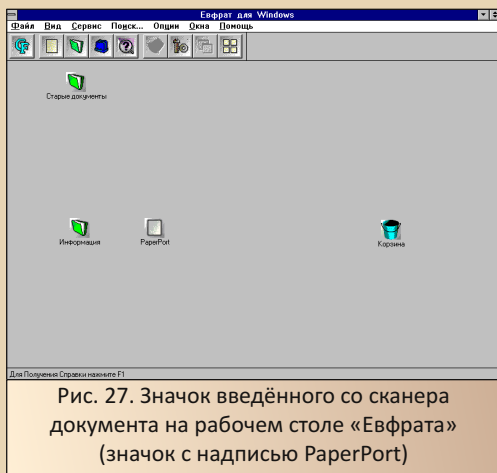 Евфрат для Windows
Файл Вид Сервис Поиск... Опции Окна Помощь
Старые документы
Информация PaperPort Корзина
Для Получения Справки нажмите F1
Рис. 27. Значок введённого со сканера
документа на рабочем столе «Евфрата»
(значок с надписью PaperPort)